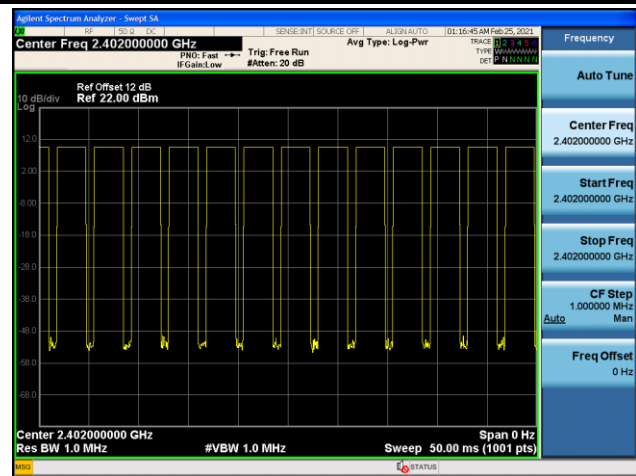 Agilent Spectrum Analyzer - Swept SA
RF 50 Ω DC SENSE:INT SOURCE OFF ALIGN AUTO 01:16:45 AM Feb 25, 2021
Center Freq 2.402000000 GHz
PNO: Fast
IFGain:Low
Trig: Free Run
#Atten: 20 dB
Avg Type: Log-Pwr
TRACE 1 2 3 4 5 6
TYPE
DET P N N N N N
Ref Offset 12 dB
10 dB/div Ref 22.00 dBm
Log
12.0
2.00
-8.00
-18.0
-28.0
-38.0
-48.0
-58.0
-68.0
Center 2.402000000 GHz Span 0 Hz
Res BW 1.0 MHz #VBW 1.0 MHz Sweep 50.00 ms (1001 pts)
MSG STATUS
Frequency
Auto Tune
Center Freq
2.402000000 GHz
Start Freq
2.402000000 GHz
Stop Freq
2.402000000 GHz
CF Step
1.000000 MHz
Auto Man
Freq Offset
0 Hz